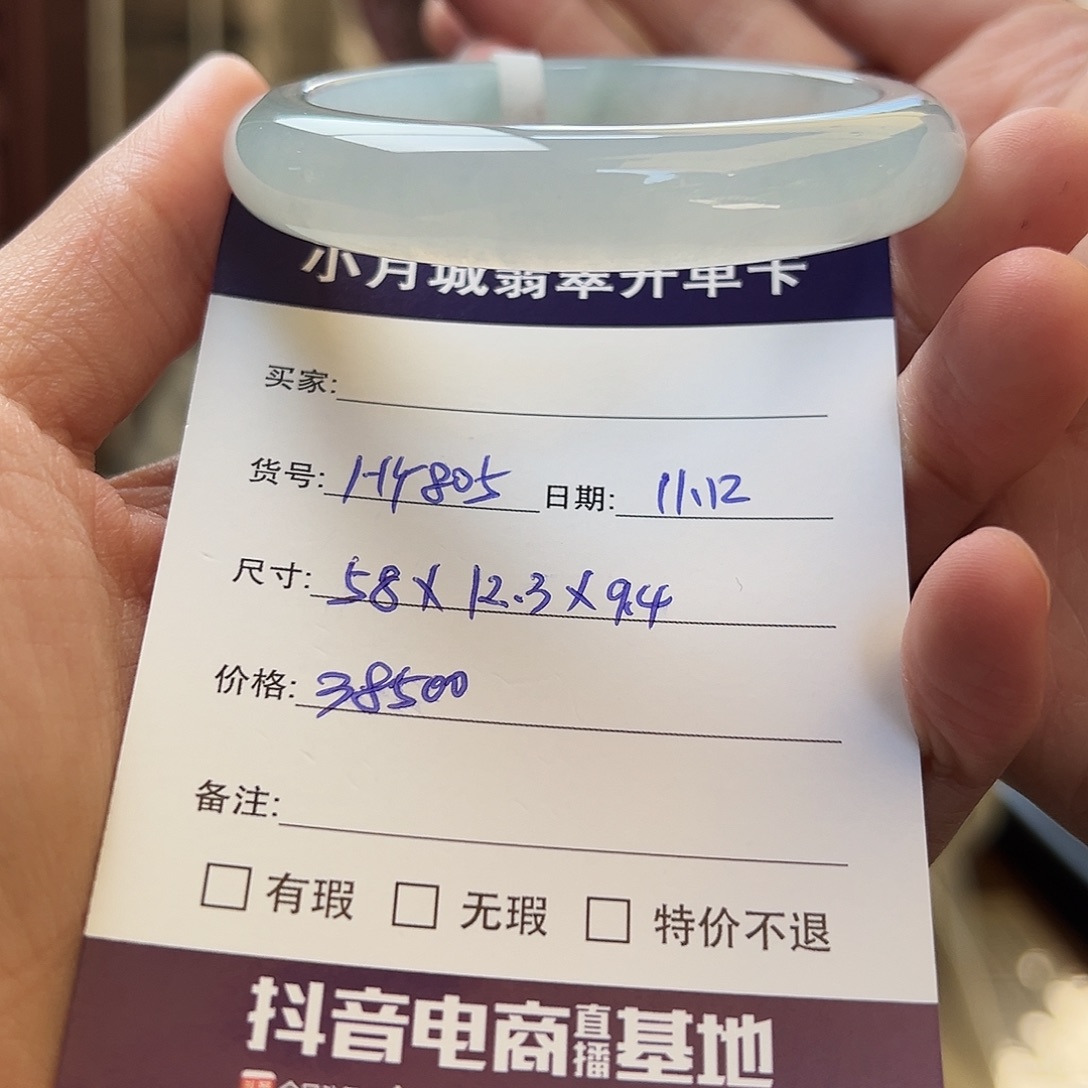 小月城翡翠开单卡
买家:
货号: 1-14805 日期: 11.12
尺寸: 58X12.3X9.4
价格: 38500
备注:
□ 有瑕 □ 无瑕 □ 特价不退
抖音电商直播基地